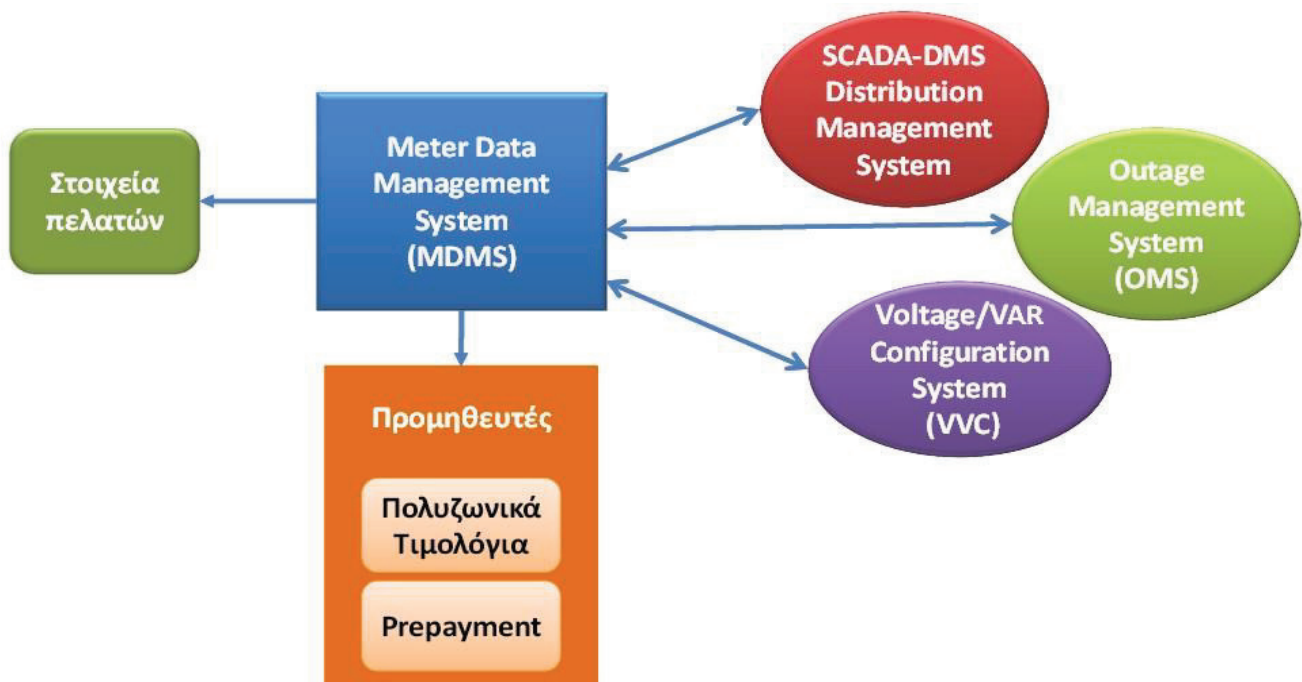 Στοιχεία
πελατών
Meter Data
Management
System
(MDMS)
SCADA-DMS
Distribution
Management
System
Outage
Management
System
(OMS)
Voltage/VAR
Configuration
System
(VVC)
Προμηθευτές
Πολυζωνικά
Τιμολόγια
Prepayment